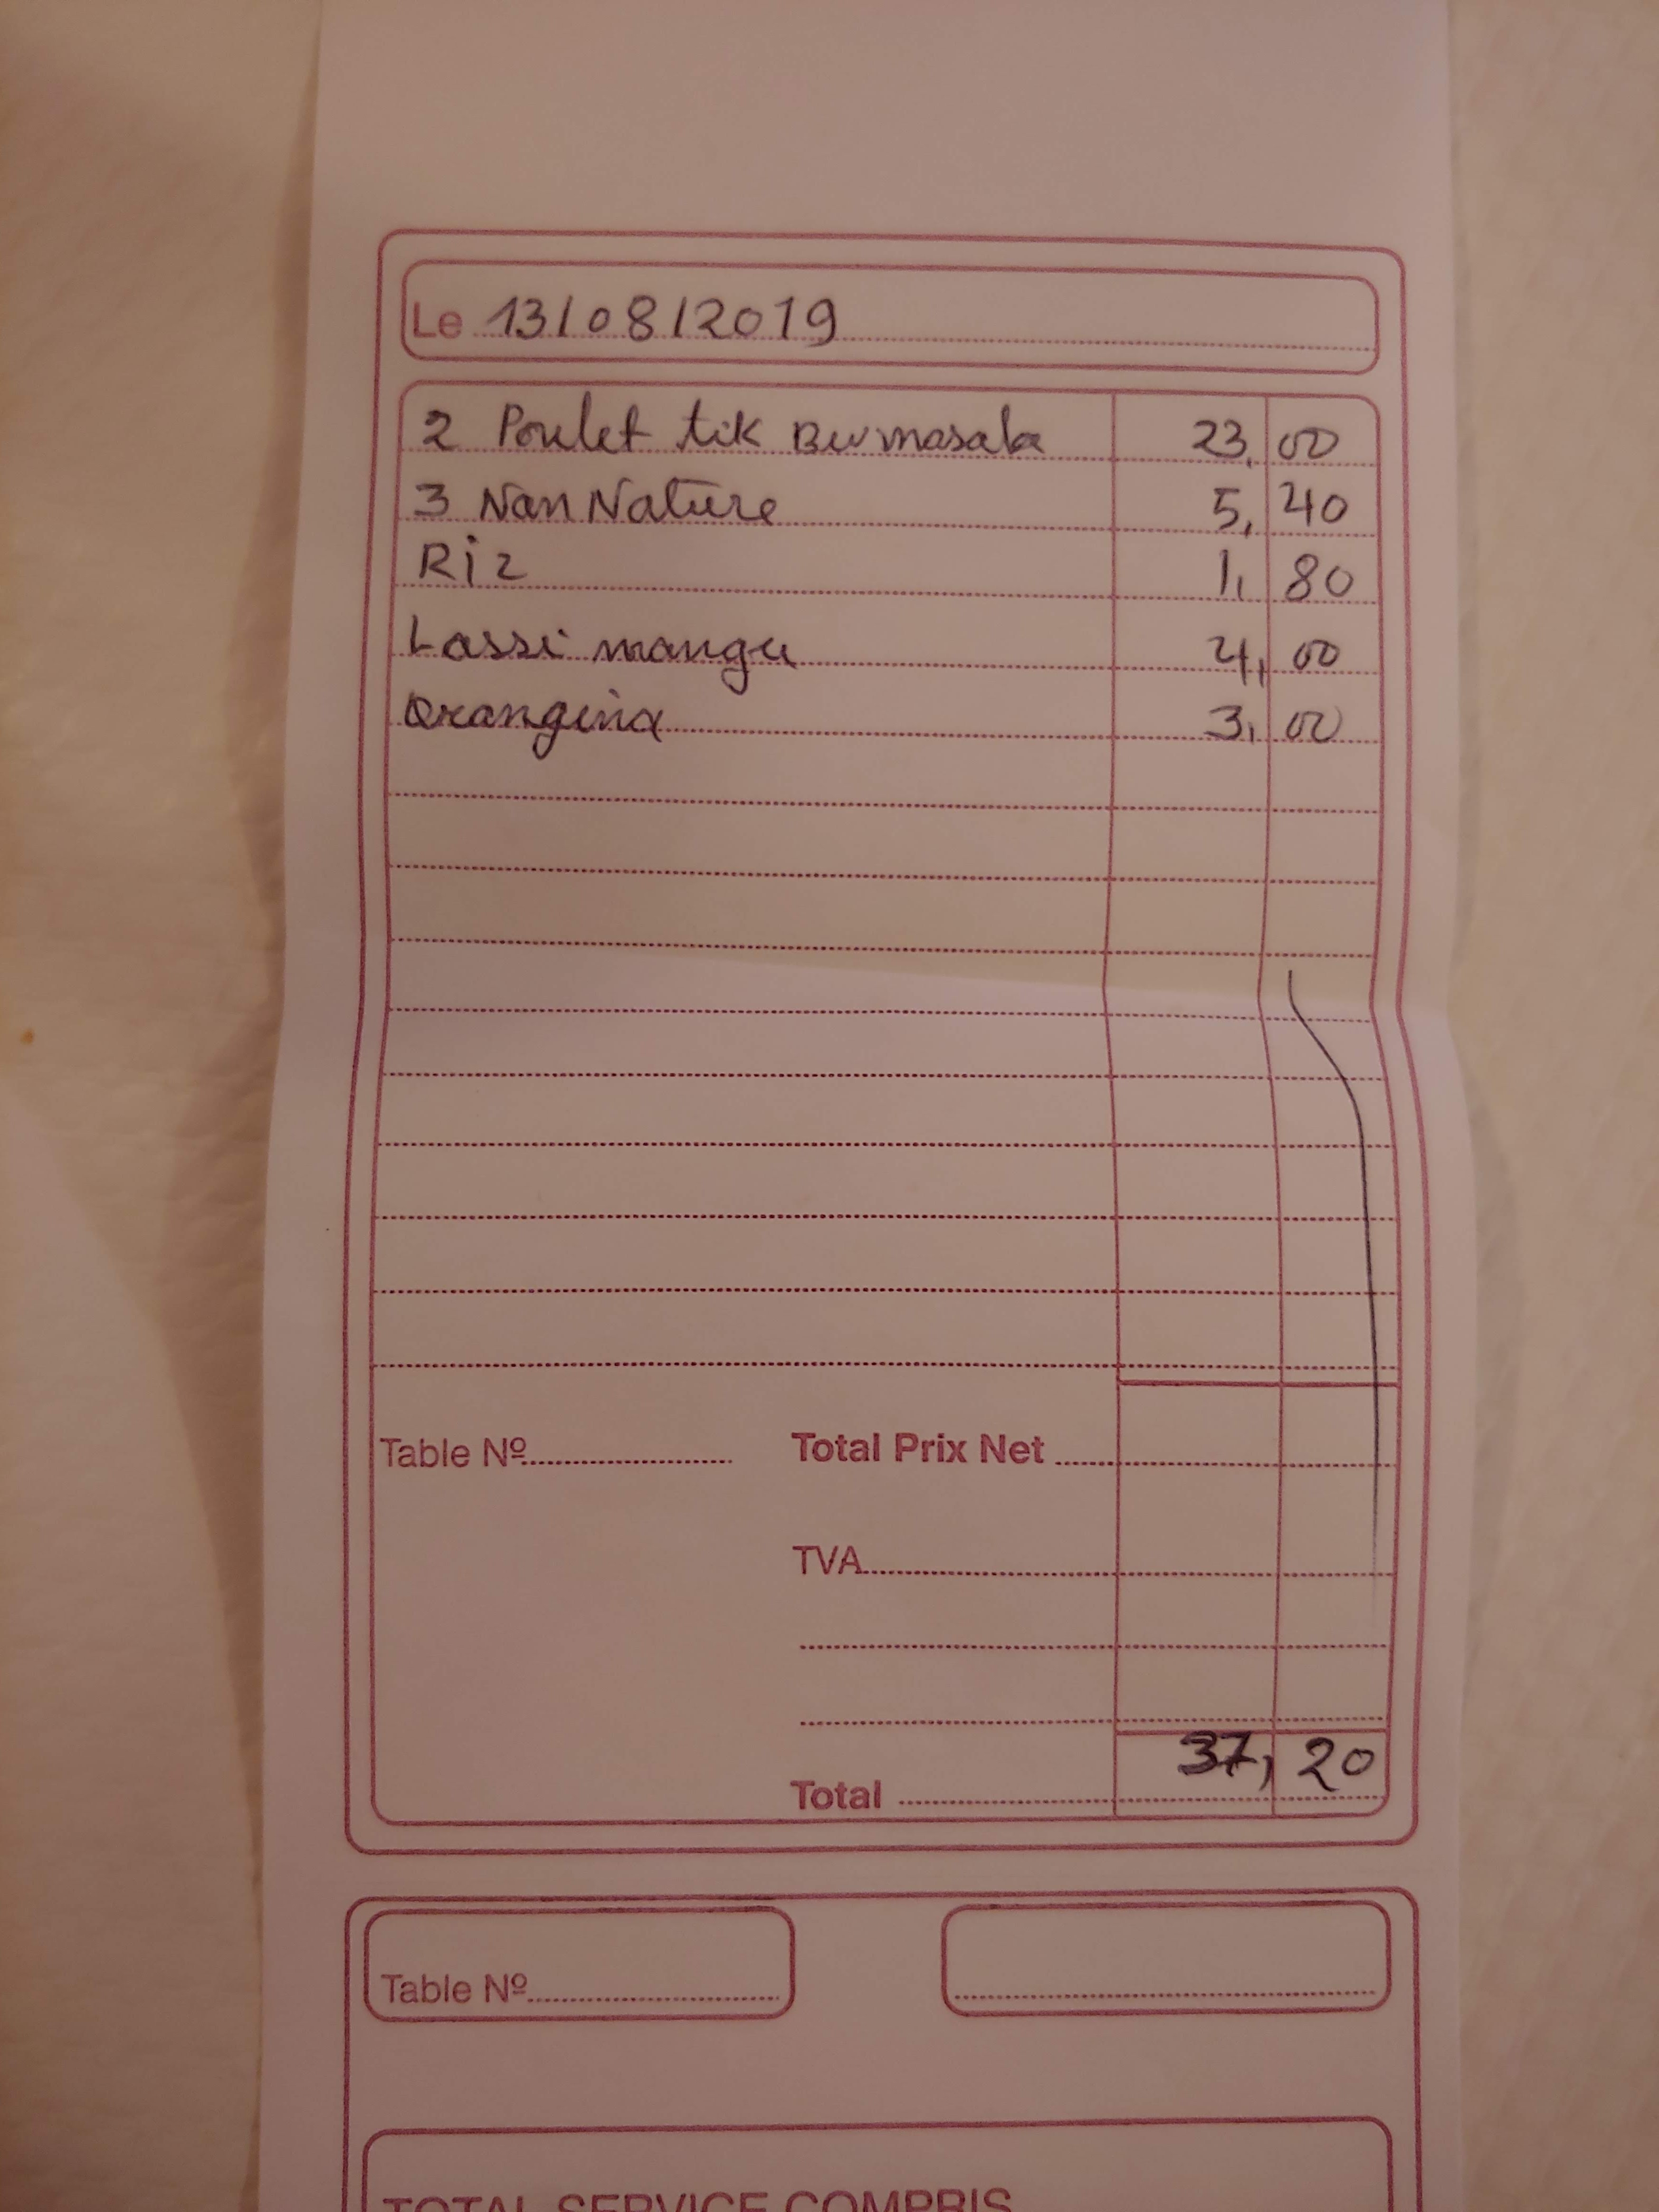 Le 13/08/2019
2 Poulet tik Bu masala 23,00
3 Nan Nature 5,40
Riz 1,80
Lassi mangu 4,00
Orangina 3,00
Table Nº Total Prix Net
TVA
Total 37,20
Table Nº
TOTAL SERVICE COMPRIS